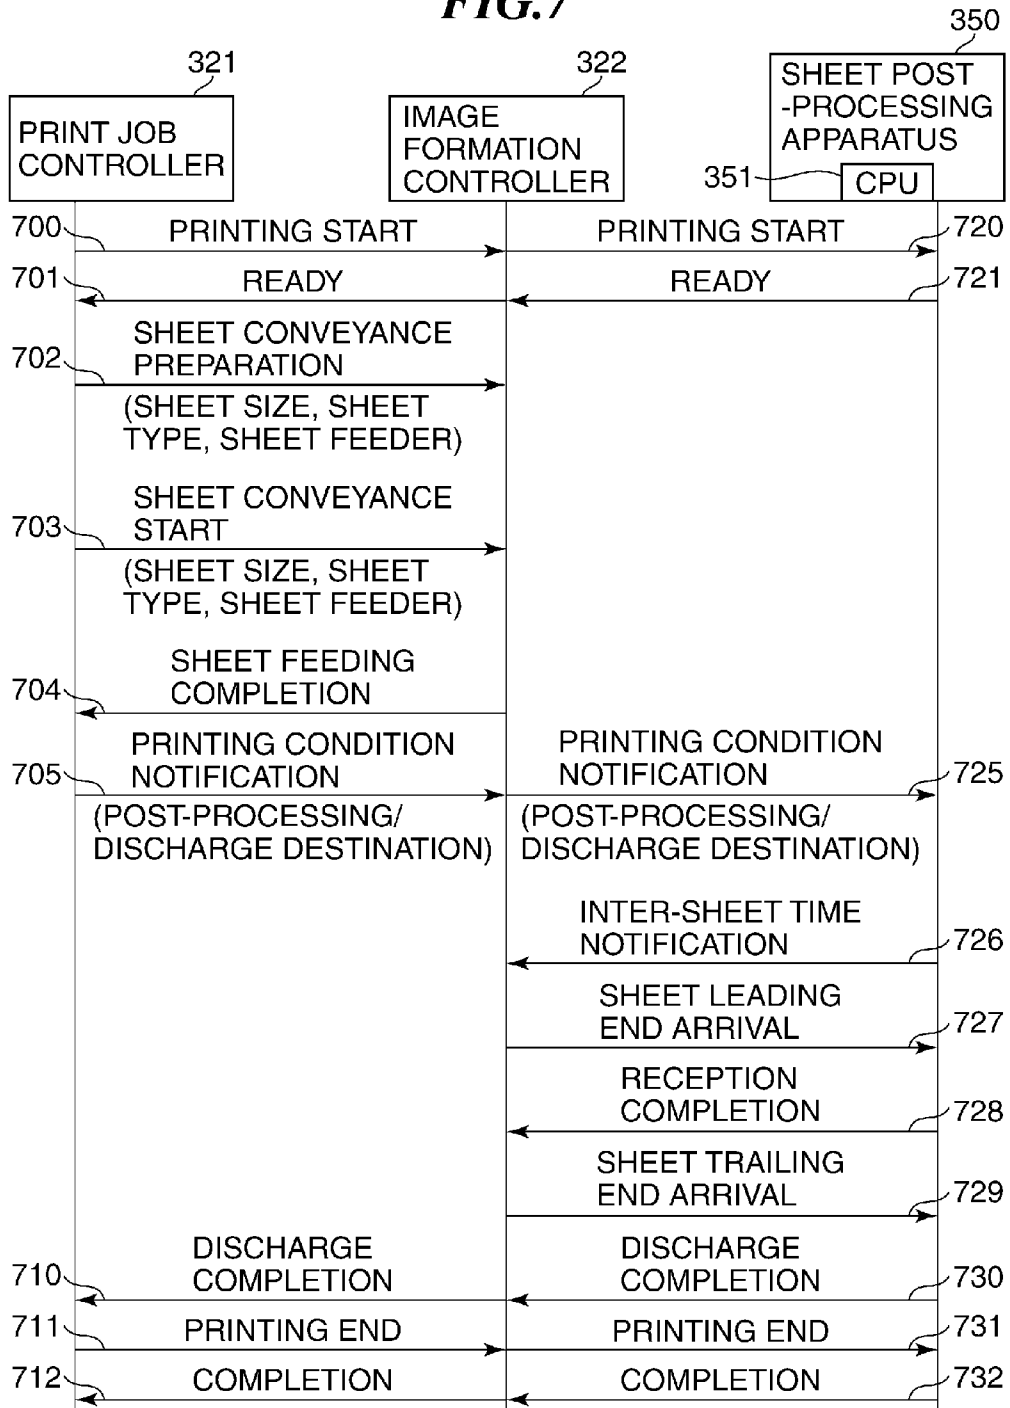 FIG.7
321
322
350
PRINT JOB
CONTROLLER
IMAGE
FORMATION
CONTROLLER
SHEET POST
-PROCESSING
APPARATUS
351
CPU
700
PRINTING START
PRINTING START
720
701
READY
READY
721
702
SHEET CONVEYANCE
PREPARATION
(SHEET SIZE, SHEET
TYPE, SHEET FEEDER)
703
SHEET CONVEYANCE
START
(SHEET SIZE, SHEET
TYPE, SHEET FEEDER)
704
SHEET FEEDING
COMPLETION
705
PRINTING CONDITION
NOTIFICATION
(POST-PROCESSING/
DISCHARGE DESTINATION)
PRINTING CONDITION
NOTIFICATION
(POST-PROCESSING/
DISCHARGE DESTINATION)
725
INTER-SHEET TIME
NOTIFICATION
726
SHEET LEADING
END ARRIVAL
727
RECEPTION
COMPLETION
728
SHEET TRAILING
END ARRIVAL
729
710
DISCHARGE
COMPLETION
DISCHARGE
COMPLETION
730
711
PRINTING END
PRINTING END
731
712
COMPLETION
COMPLETION
732